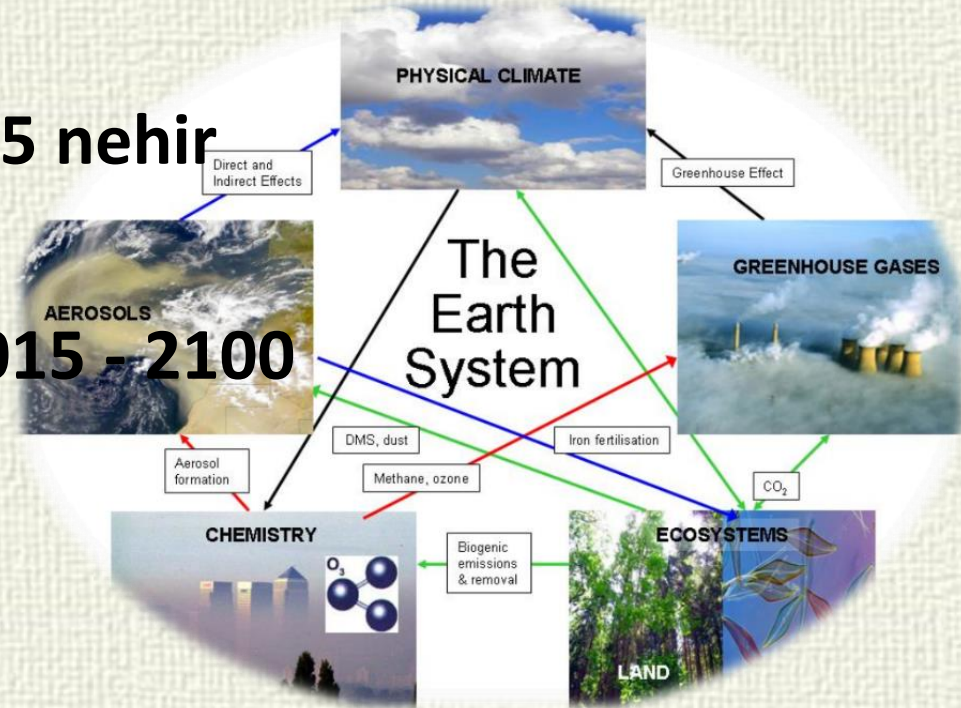 PHYSICAL CLIMATE
5 nehir
Direct and
Indirect Effects
Greenhouse Effect
The
Earth
System
GREENHOUSE GASES
AEROSOLS
015 - 2100
DMS, dust
Iron fertilisation
Aerosol
formation
Methane, ozone
CO₂
CHEMISTRY
ECOSYSTEMS
Biogenic
emissions
& removal
O₃
LAND